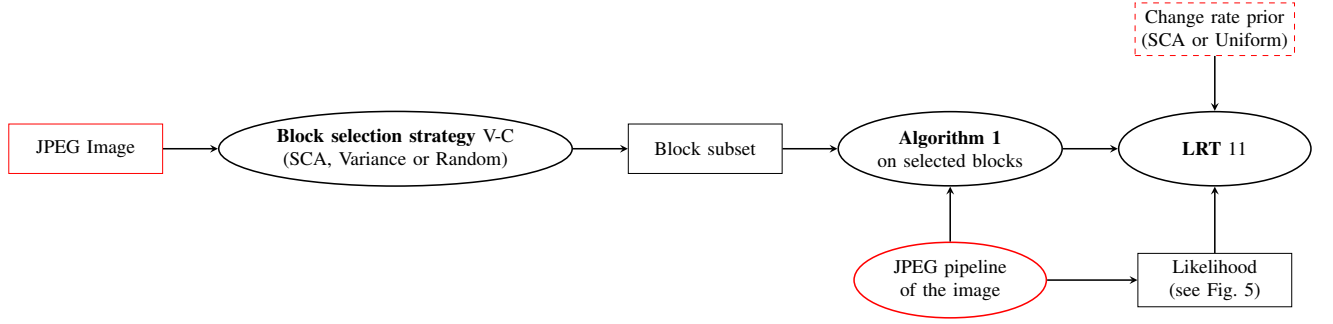 Change rate prior
(SCA or Uniform)
JPEG Image
Block selection strategy V-C
(SCA, Variance or Random)
Block subset
Algorithm 1
on selected blocks
LRT 11
JPEG pipeline
of the image
Likelihood
(see Fig. 5)